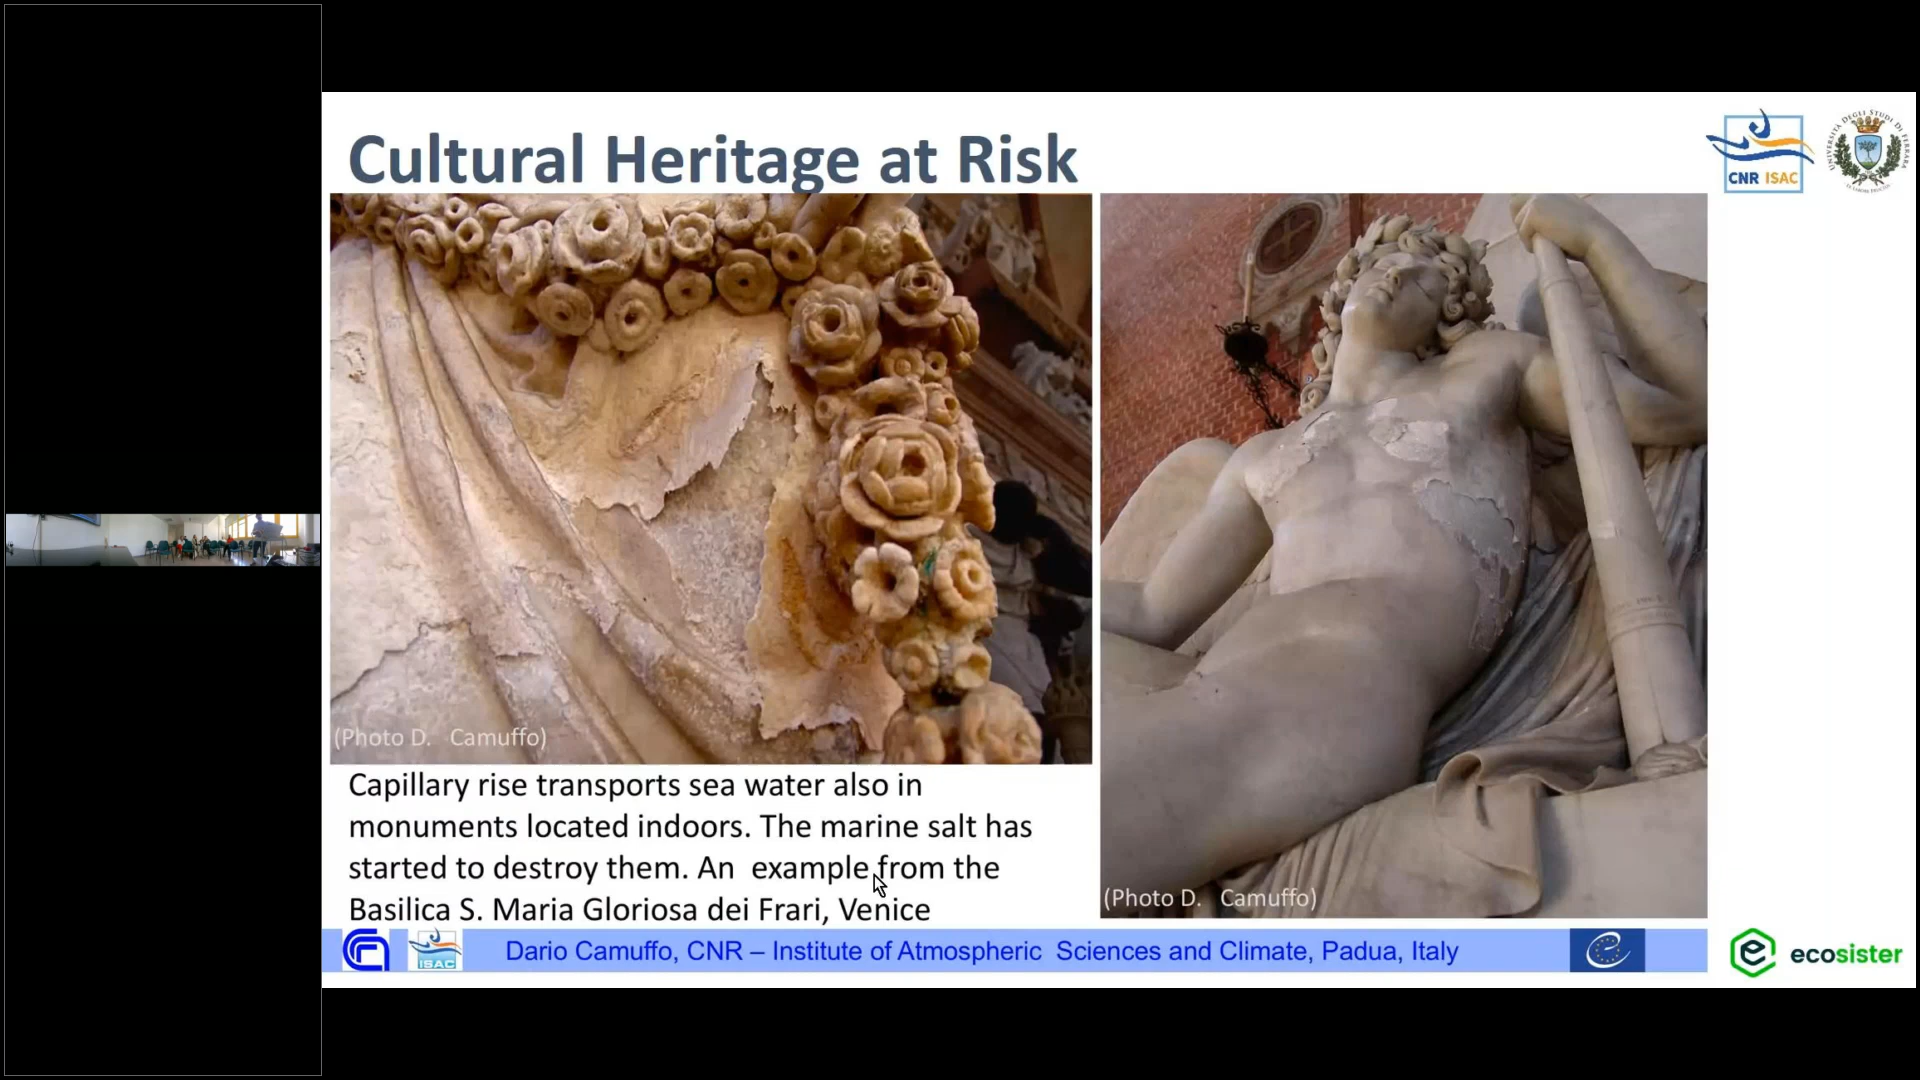 Cultural Heritage at Risk
CNR ISAC
(Photo D. Camuffo)
(Photo D. Camuffo)
Capillary rise transports sea water also in
monuments located indoors. The marine salt has
started to destroy them. An example from the
Basilica S. Maria Gloriosa dei Frari, Venice
ISAC
Dario Camuffo, CNR – Institute of Atmospheric Sciences and Climate, Padua, Italy
ecosister